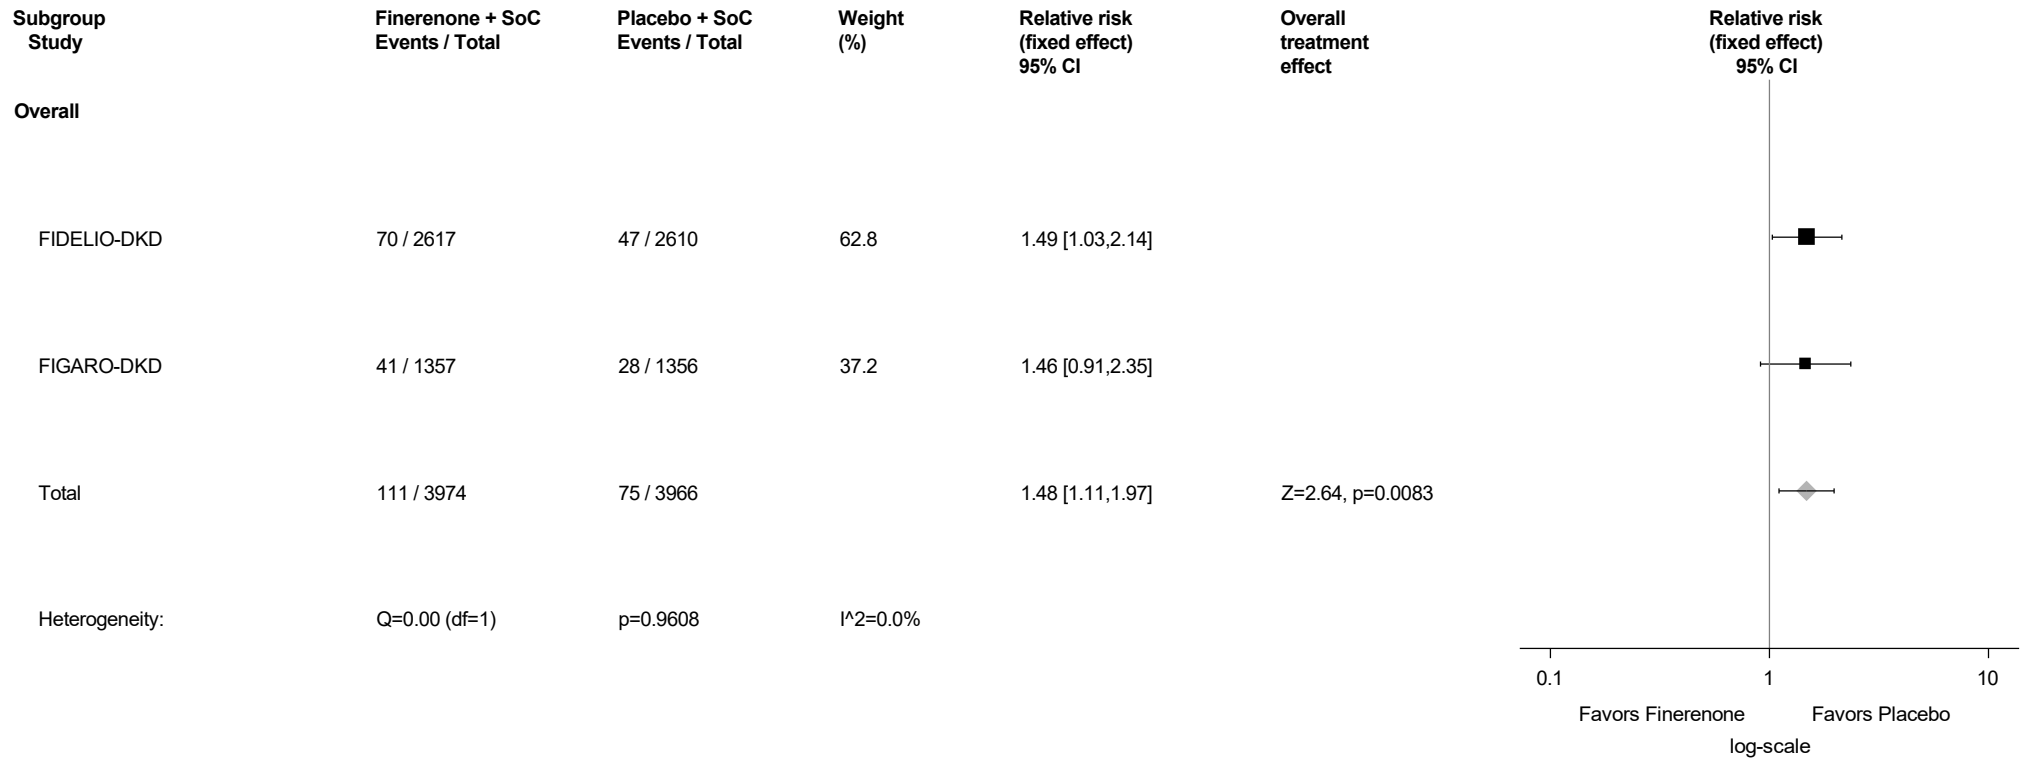 Subgroup Finerenone + SoC Placebo + SoC Weight Relative risk Overall Relative risk
Study Events / Total Events / Total (%) (fixed effect) treatment (fixed effect)
95% CI effect 95% CI
Overall
FIDELIO-DKD 70 / 2617 47 / 2610 62.8 1.49 [1.03,2.14]
FIGARO-DKD 41 / 1357 28 / 1356 37.2 1.46 [0.91,2.35]
Total 111 / 3974 75 / 3966 1.48 [1.11,1.97] Z=2.64, p=0.0083
Heterogeneity: Q=0.00 (df=1) p=0.9608 I^2=0.0%
0.1 1 10
Favors Finerenone Favors Placebo
log-scale